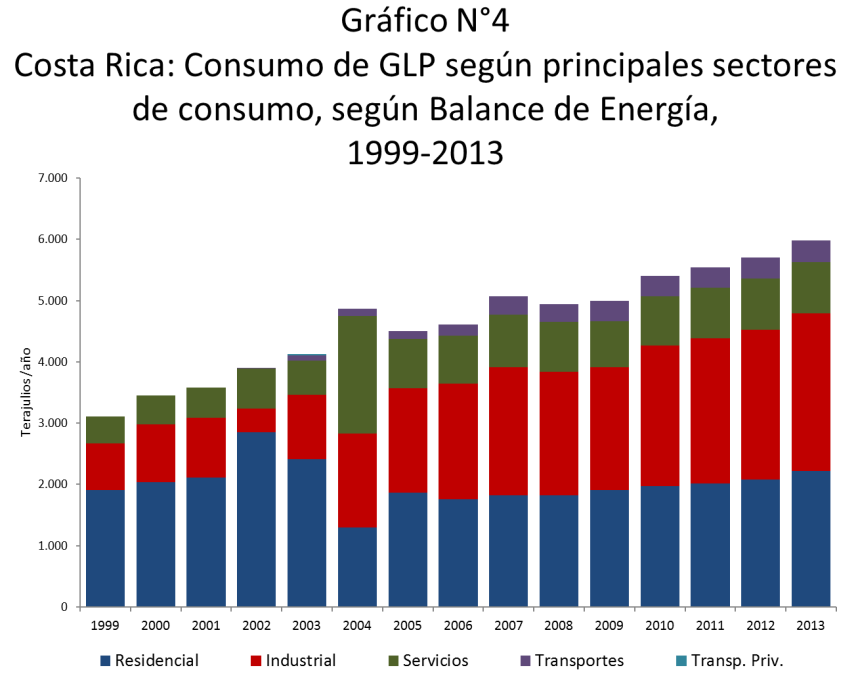 Gráfico N°4
Costa Rica: Consumo de GLP según principales sectores
de consumo, según Balance de Energía,
1999-2013
7.000
6.000
5.000
4.000
3.000
2.000
1.000
0
Terajulios/año
1999 2000 2001 2002 2003 2004 2005 2006 2007 2008 2009 2010 2011 2012 2013
Residencial Industrial Servicios Transportes Transp. Priv.